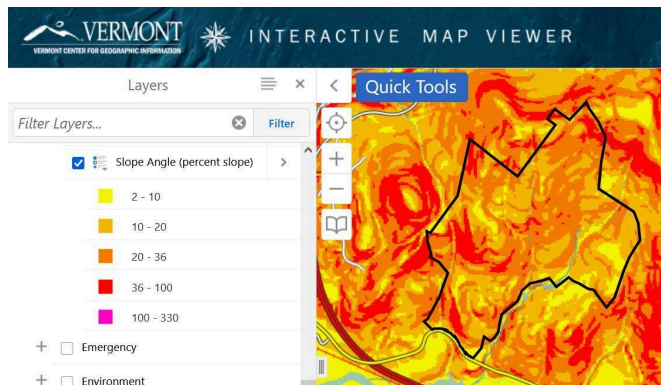 VERMONT
VERMONT CENTER FOR GEOGRAPHIC INFORMATION
INTERACTIVE MAP VIEWER
Layers
Quick Tools
Filter Layers...
Filter
Slope Angle (percent slope)
2 - 10
10 - 20
20 - 36
36 - 100
100 - 330
Emergency
Environment